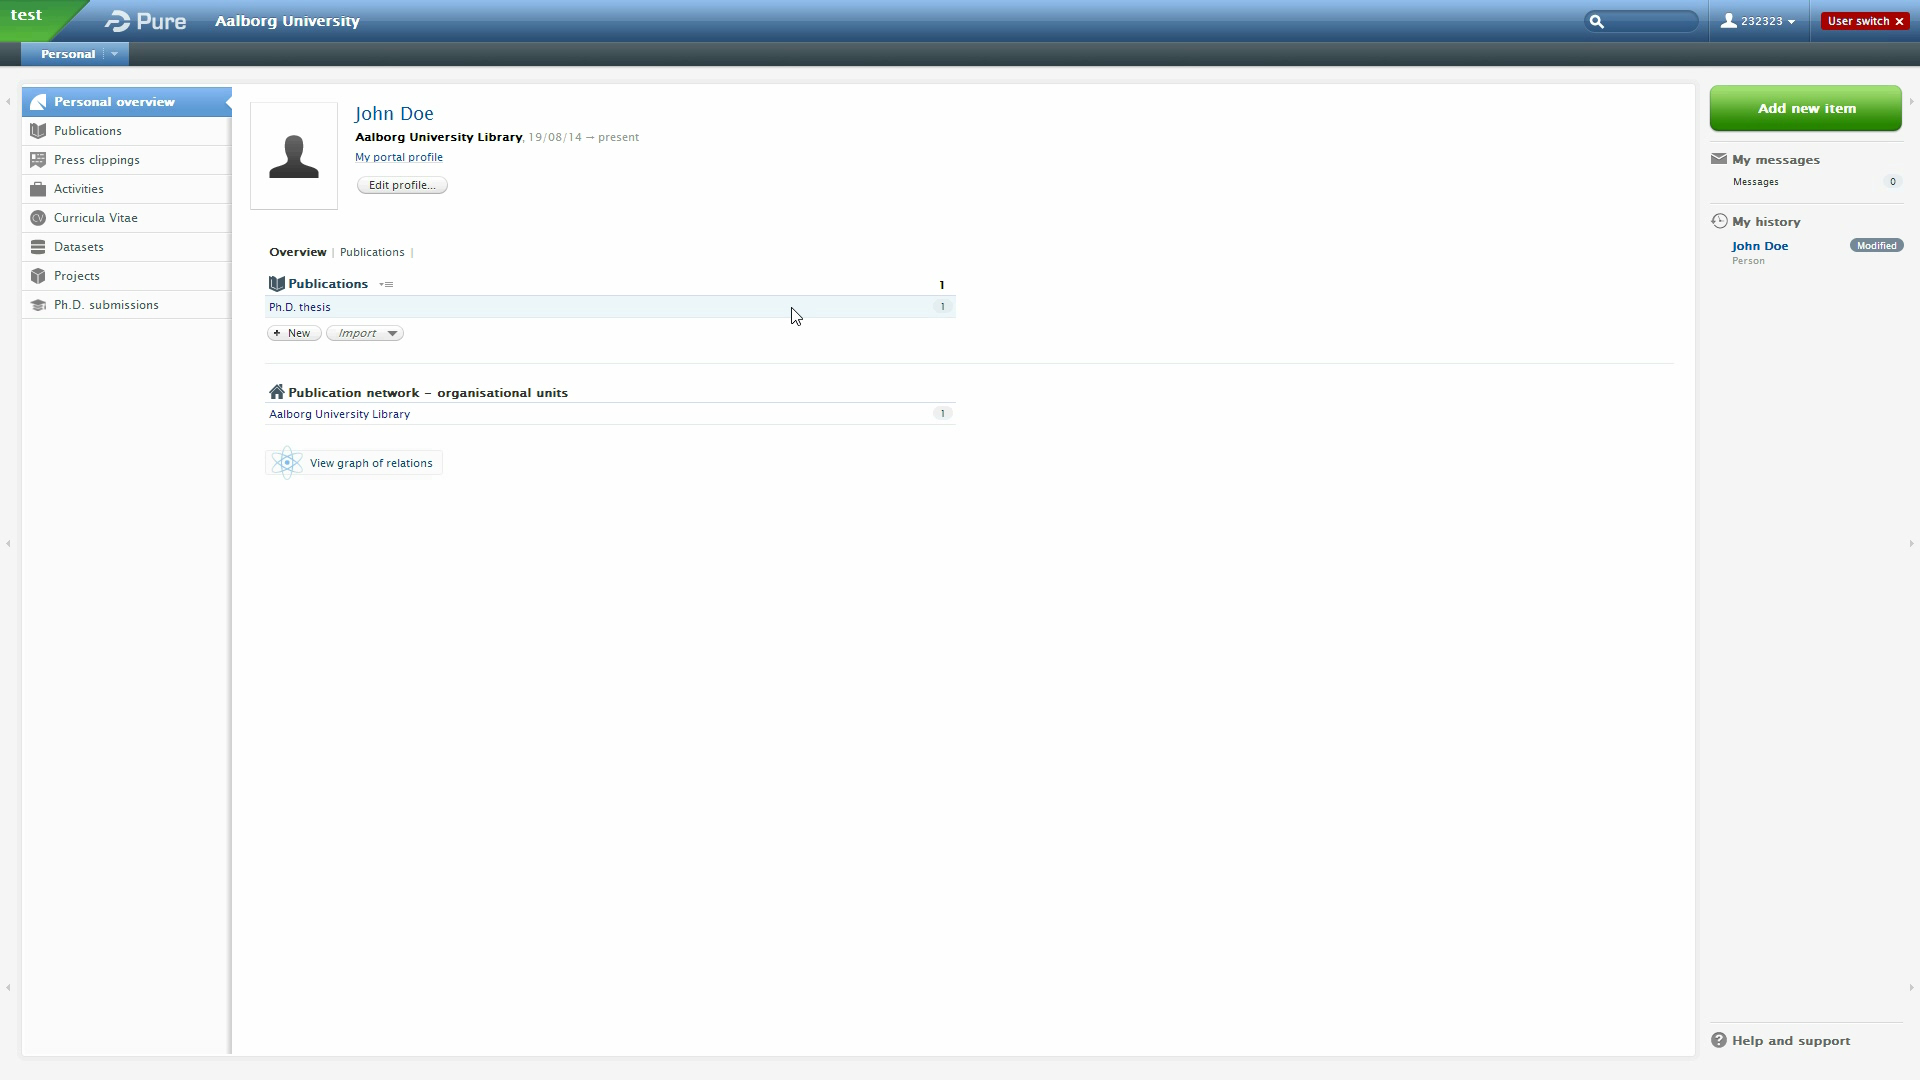 test
Pure
Aalborg University
232323
User switch ×
Personal
Personal overview
Publications
Press clippings
Activities
CV Curricula Vitae
Datasets
Projects
Ph.D. submissions
John Doe
Aalborg University Library, 19/08/14 → present
My portal profile
Edit profile...
Overview | Publications |
Publications 1
Ph.D. thesis 1
+ New Import
Publication network – organisational units
Aalborg University Library 1
View graph of relations
Add new item
My messages
Messages 0
My history
John Doe Modified
Person
? Help and support